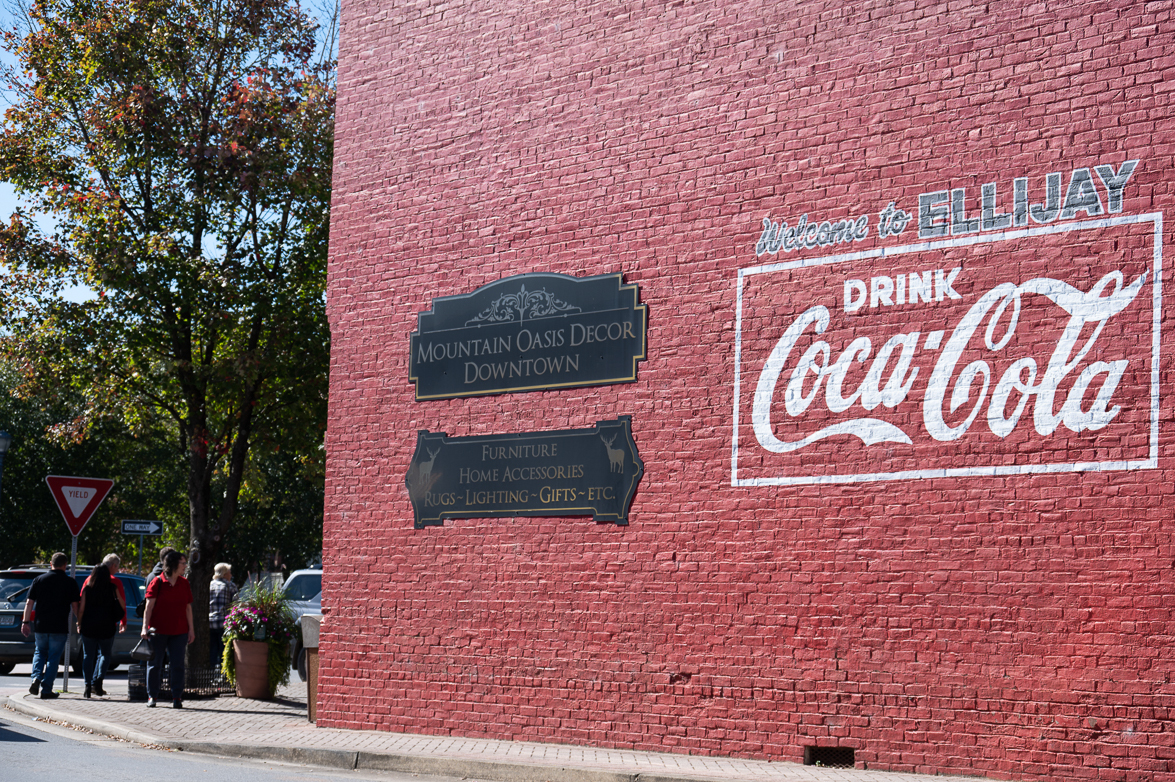 Welcome to ELLIJAY
DRINK
Coca-Cola
MOUNTAIN OASIS DECOR
DOWNTOWN
FURNITURE
HOME ACCESSORIES
RUGS~LIGHTING~GIFTS~ETC.
YIELD
ONE WAY